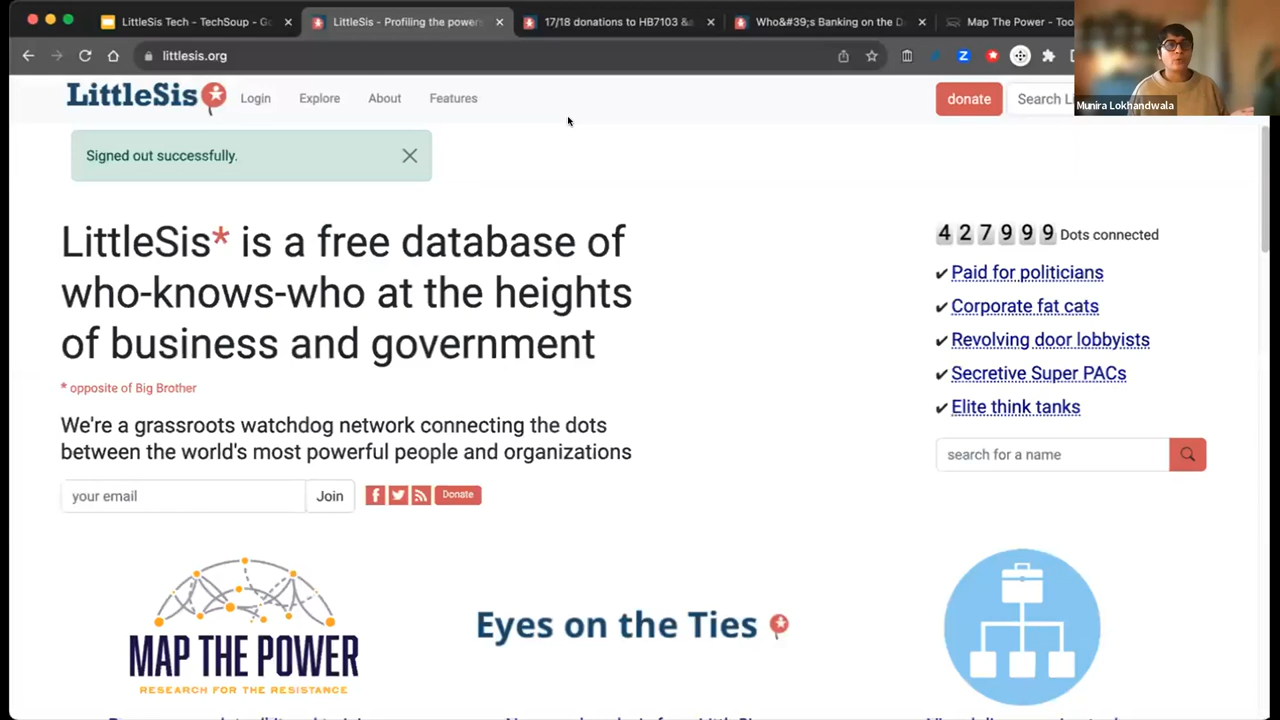 LittleSis Tech - TechSoup - Go
LittleSis - Profiling the powers
17/18 donations to HB7103 &a
Who&#39;s Banking on the D
Map The Power - Too
littlesis.org
Munira Lokhandwala
LittleSis
Login
Explore
About
Features
donate
Search Li
Signed out successfully.
LittleSis* is a free database of
who-knows-who at the heights
of business and government
* opposite of Big Brother
We're a grassroots watchdog network connecting the dots
between the world's most powerful people and organizations
your email
Join
Donate
427999 Dots connected
✔ Paid for politicians
✔ Corporate fat cats
✔ Revolving door lobbyists
✔ Secretive Super PACs
✔ Elite think tanks
search for a name
MAP THE POWER
RESEARCH FOR THE RESISTANCE
Eyes on the Ties